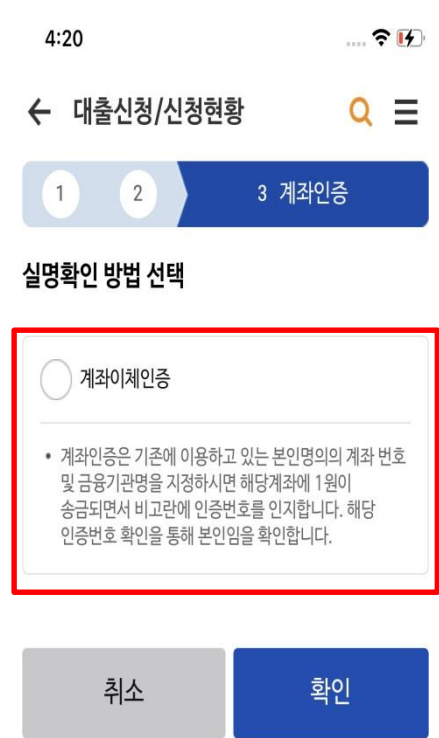 4:20
대출신청/신청현황
1 2 3 계좌인증
실명확인 방법 선택
계좌이체인증
• 계좌인증은 기존에 이용하고 있는 본인명의의 계좌 번호
및 금융기관명을 지정하시면 해당계좌에 1원이
송금되면서 비고란에 인증번호를 인지합니다. 해당
인증번호 확인을 통해 본인임을 확인합니다.
취소 확인